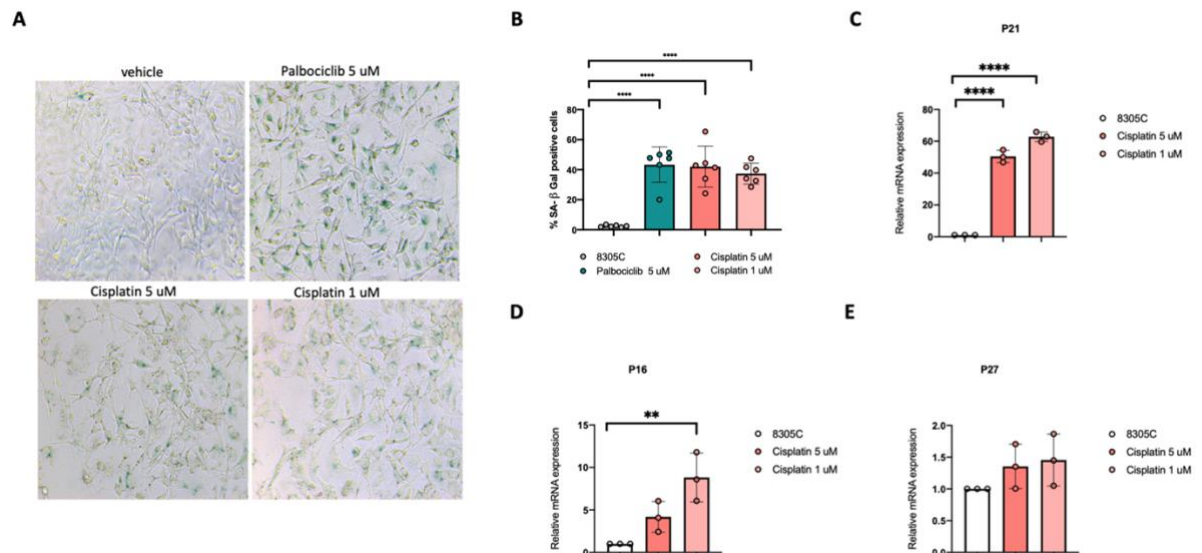 A
vehicle
Palbociclib 5 uM
Cisplatin 5 uM
Cisplatin 1 uM
B
****
****
****
% SA- β Gal positive cells
80
60
40
20
0
8305C
Palbociclib 5 uM
Cisplatin 5 uM
Cisplatin 1 uM
C
P21
****
****
Relative mRNA expression
80
60
40
20
0
8305C
Cisplatin 5 uM
Cisplatin 1 uM
D
P16
**
Relative mRNA expression
15
10
5
0
8305C
Cisplatin 5 uM
Cisplatin 1 uM
E
P27
Relative mRNA expression
2.0
1.5
1.0
0.5
0.0
8305C
Cisplatin 5 uM
Cisplatin 1 uM